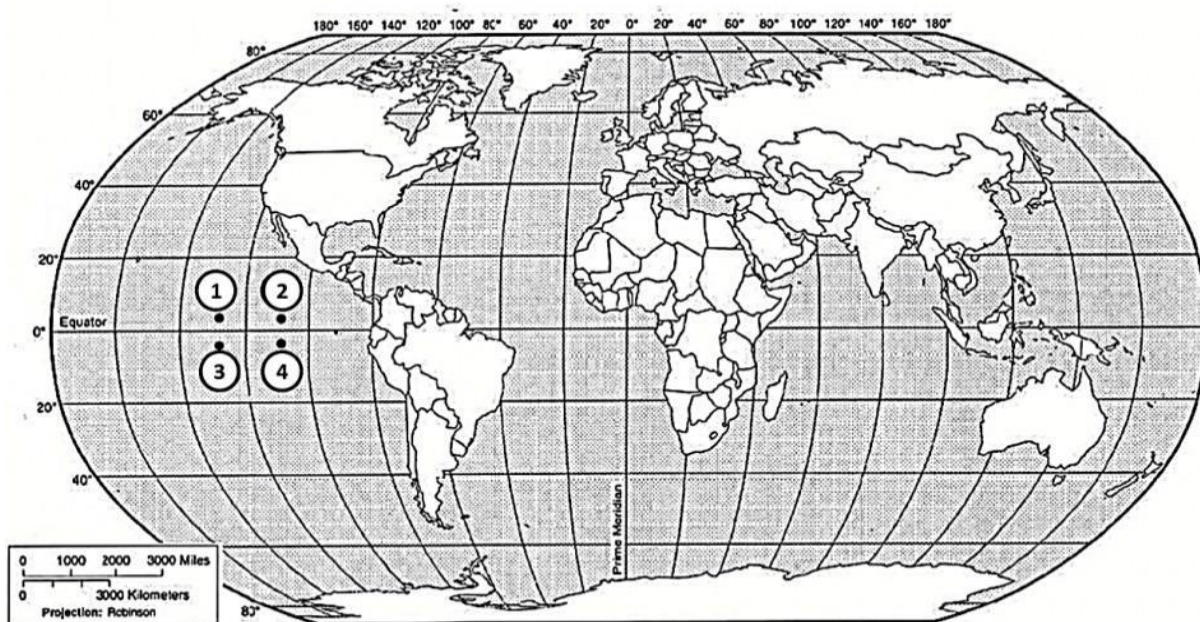 180° 160° 140° 120° 100° 80° 60° 40° 20° 0° 20° 40° 60° 80° 100° 120° 140° 160° 180°
80°
60°
40°
20°
1 2
Equator
0°
3 4
20°
40°
Prime Meridian
0 1000 2000 3000 Miles
0 3000 Kilometers
Projection: Robinson
80°